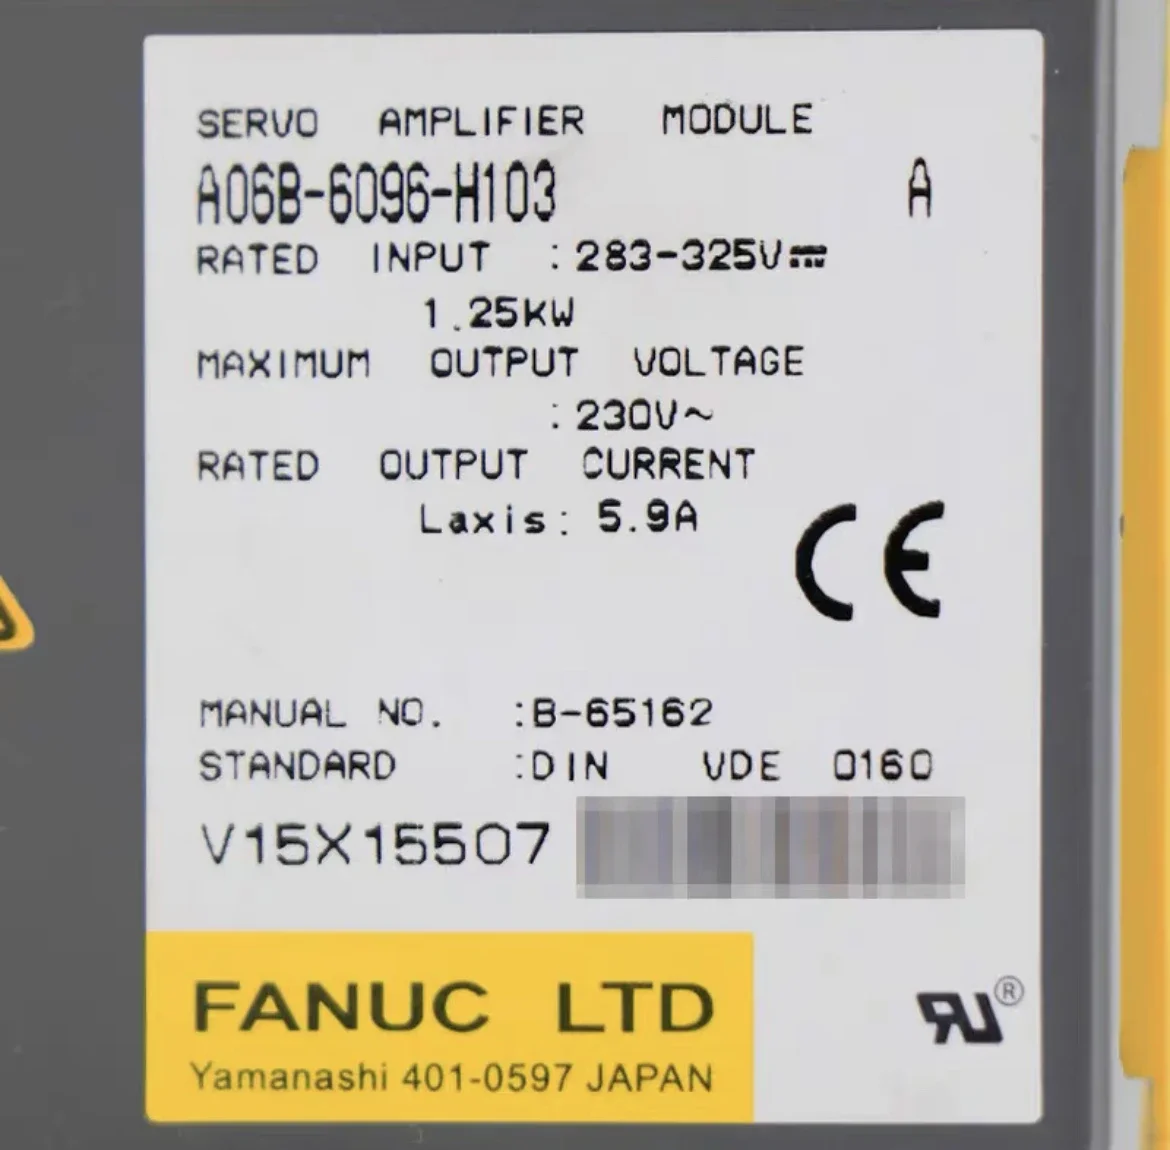 SERVO AMPLIFIER MODULE
A06B-6096-H103 A
RATED INPUT : 283-325V⎓
1.25KW
MAXIMUM OUTPUT VOLTAGE
: 230V~
RATED OUTPUT CURRENT
Laxis: 5.9A
CE
MANUAL NO. :B-65162
STANDARD :DIN VDE 0160
V15X15507
FANUC LTD
Yamanashi 401-0597 JAPAN
RU®